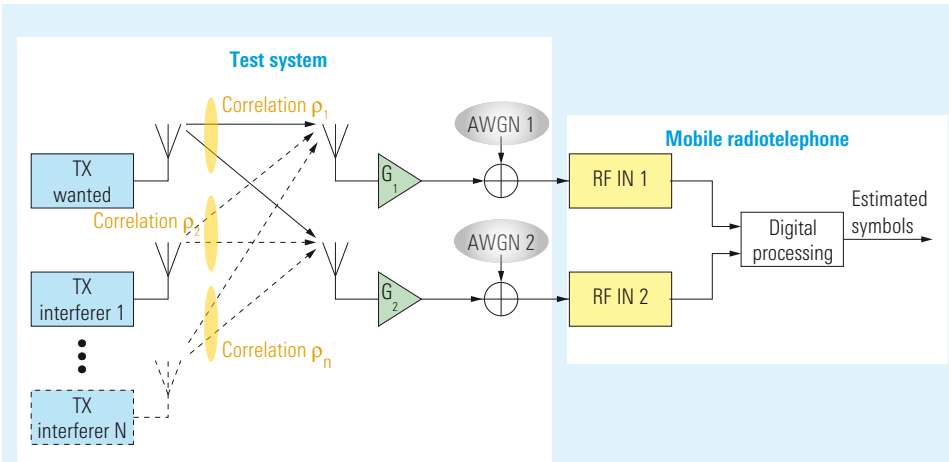 Test system
Correlation ρ1
AWGN 1
Mobile radiotelephone
TX
wanted
G1
RF IN 1
Estimated
symbols
Correlation ρ2
Digital
processing
AWGN 2
TX
interferer 1
G2
RF IN 2
Correlation ρn
TX
interferer N